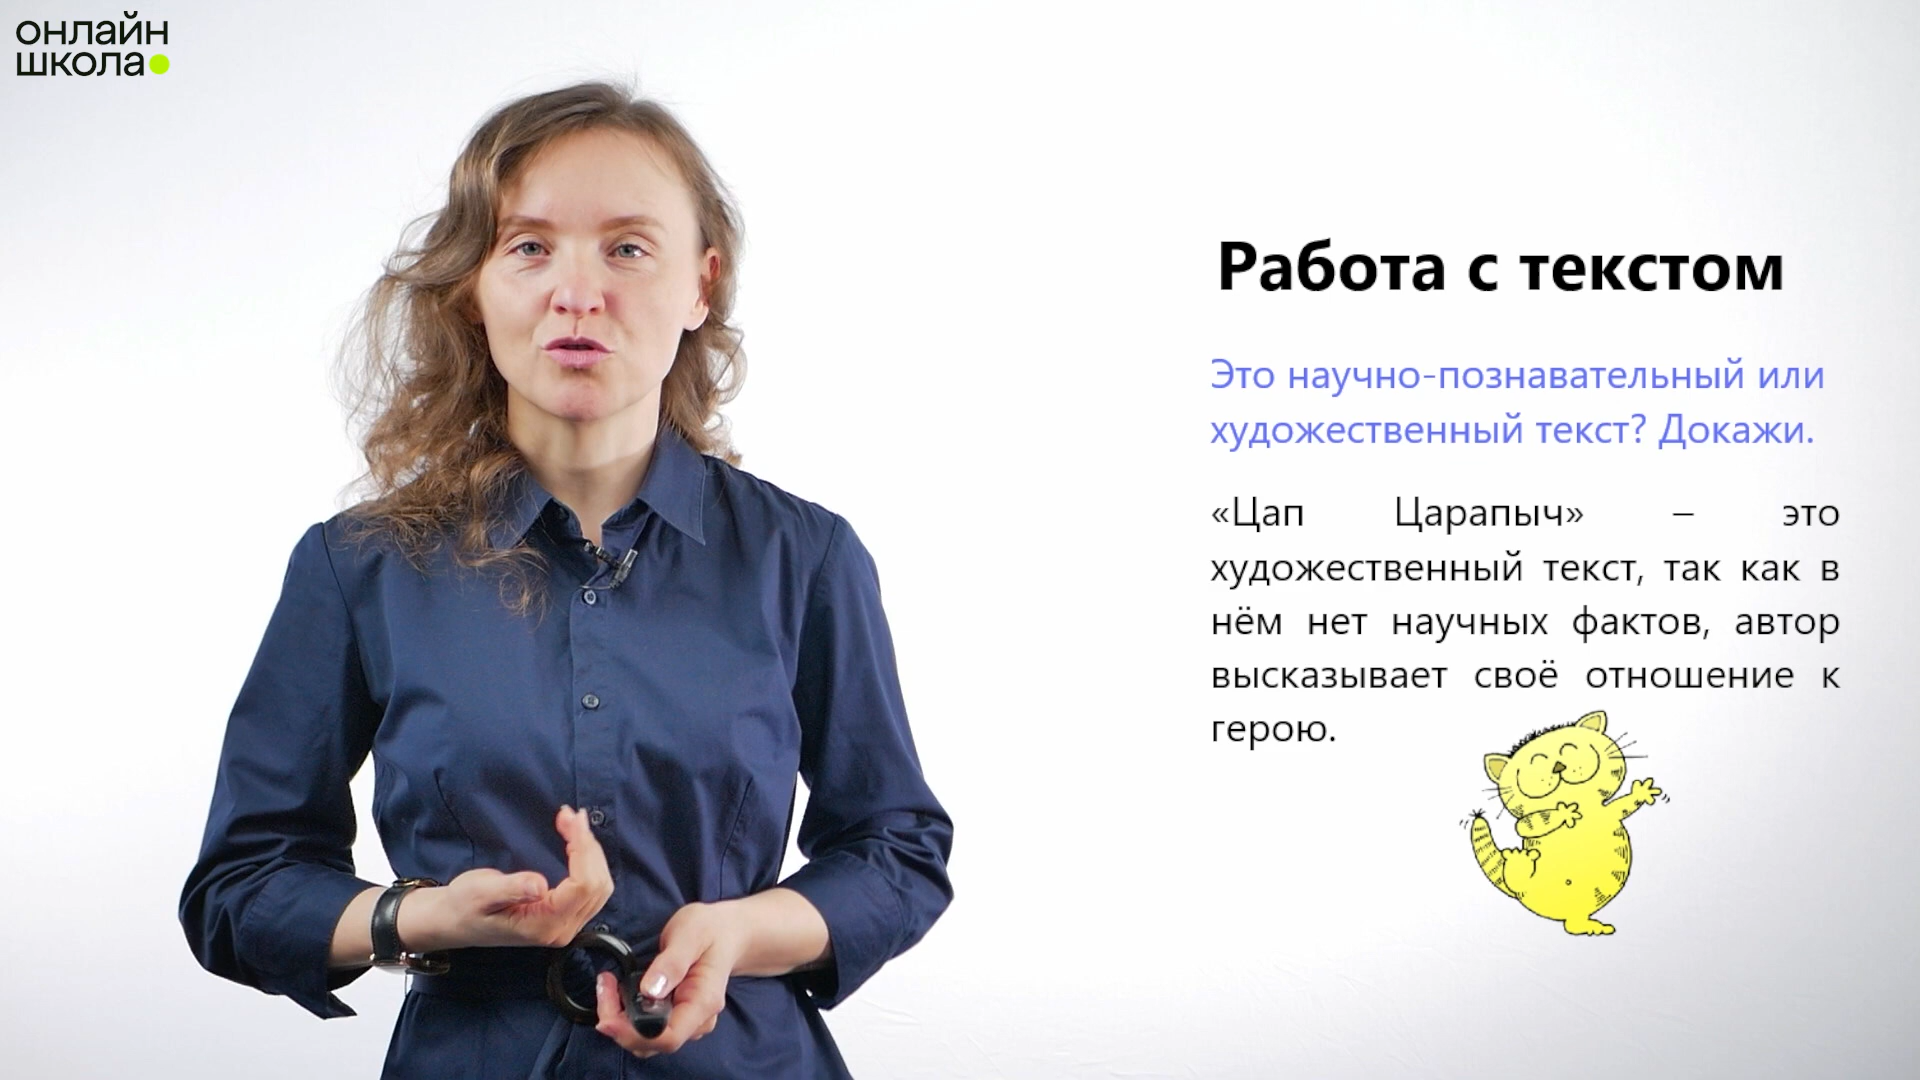 онлайн
школа
Работа с текстом
Это научно-познавательный или
художественный текст? Докажи.
«Цап Царапыч» – это
художественный текст, так как в
нём нет научных фактов, автор
высказывает своё отношение к
герою.